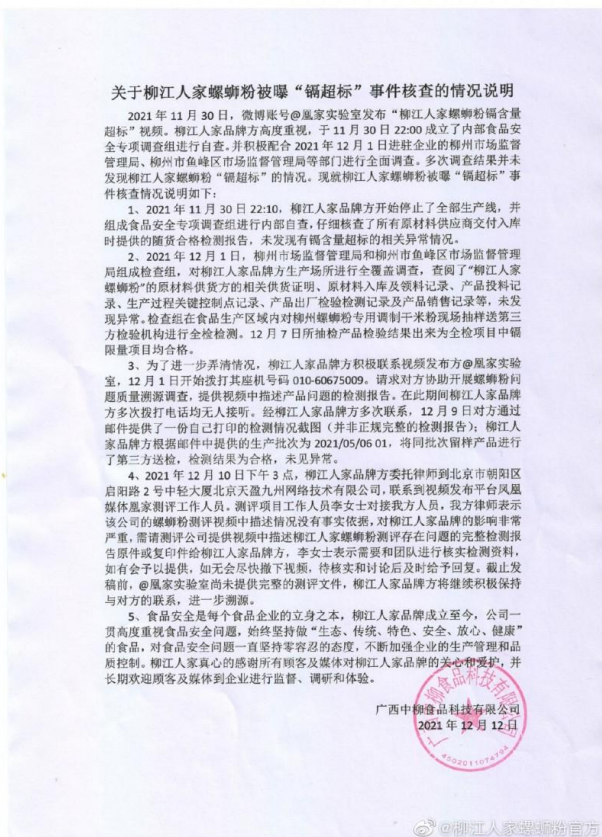 关于柳江人家螺蛳粉被曝“镉超标”事件核查的情况说明
2021 年 11 月 30 日，微博账号@凰家实验室发布“柳江人家螺蛳粉镉含量
超标”视频。柳江人家品牌方高度重视，于 11 月 30 日 22:00 成立了内部食品安
全专项调查组进行自查。并积极配合 2021 年 12 月 1 日进驻企业的柳州市场监督
管理局、柳州市鱼峰区市场监督管理局等部门进行全面调查。多次调查结果并未
发现柳江人家螺蛳粉“镉超标”的情况。现就柳江人家螺蛳粉被曝“镉超标”事
件核查情况说明如下：
1、2021 年 11 月 30 日 22:10，柳江人家品牌方开始停止了全部生产线，并
组成食品安全专项调查组进行内部自查，仔细核查了所有原材料供应商交付入库
时提供的随货合格检测报告，未发现有镉含量超标的相关异常情况。
2、2021 年 12 月 1 日，柳州市场监督管理局和柳州市鱼峰区市场监督管理
局组成检查组，对柳江人家品牌方生产场所进行全覆盖调查，查阅了“柳江人家
螺蛳粉”的原材料供货方的相关供货证明、原材料入库及领料记录、产品投料记
录、生产过程关键控制点记录、产品出厂检验检测记录及产品销售记录等，未发
现异常。检查组在食品生产区域内对柳州螺蛳粉专用调制干米粉现场抽样送第三
方检验机构进行全检检测。12 月 7 日所抽检产品检验结果出来为全检项目中镉
限量项目均合格。
3、为了进一步弄清情况，柳江人家品牌方积极联系视频发布方@凰家实验
室，12 月 1 日开始拨打其座机号码 010-60675009。请求对方协助开展螺蛳粉问
题质量溯源调查，提供视频中描述产品问题的检测报告。在此期间柳江人家品牌
方多次拨打电话均无人接听。经柳江人家品牌方多次联系，12 月 9 日对方通过
邮件提供了一份自己打印的检测情况截图（并非正规完整的检测报告）；柳江人
家品牌方根据邮件中提供的生产批次为 2021/05/06 01，将同批次留样产品进行
了第三方送检，检测结果为合格，未见异常。
4、2021 年 12 月 10 日下午 3 点，柳江人家品牌方委托律师到北京市朝阳区
启阳路 2 号中轻大厦北京天盈九州网络技术有限公司，联系到视频发布平台凤凰
媒体凰家测评工作人员。测评项目工作人员李女士对接我方人员，我方律师表示
该公司的螺蛳粉测评视频中描述情况没有事实依据，对柳江人家品牌的影响非常
严重，需请测评公司提供视频中描述柳江人家螺蛳粉测评存在问题的完整检测报
告原件或复印件给柳江人家品牌方，李女士表示需要和团队进行核实检测资料，
如有会予以提供，如无会尽快撤下视频，待核实和讨论后及时给予回复。截止发
稿前，@凰家实验室尚未提供完整的测评文件，柳江人家品牌方将继续积极保持
与对方的联系，进一步溯源。
5、食品安全是每个食品企业的立身之本，柳江人家品牌成立至今，公司一
贯高度重视食品安全问题，始终坚持做“生态、传统、特色、安全、放心、健康”
的食品，对食品安全问题一直坚持零容忍的态度，不断加强企业的生产管理和品
质控制。柳江人家真心的感谢所有顾客及媒体对柳江人家品牌的关心和爱护，并
长期欢迎顾客及媒体到企业进行监督、调研和体验。
广西中柳食品科技有限公司
2021 年 12 月 12 日
广西中柳食品科技有限公司
4502011074794
@柳江人家螺蛳粉官方